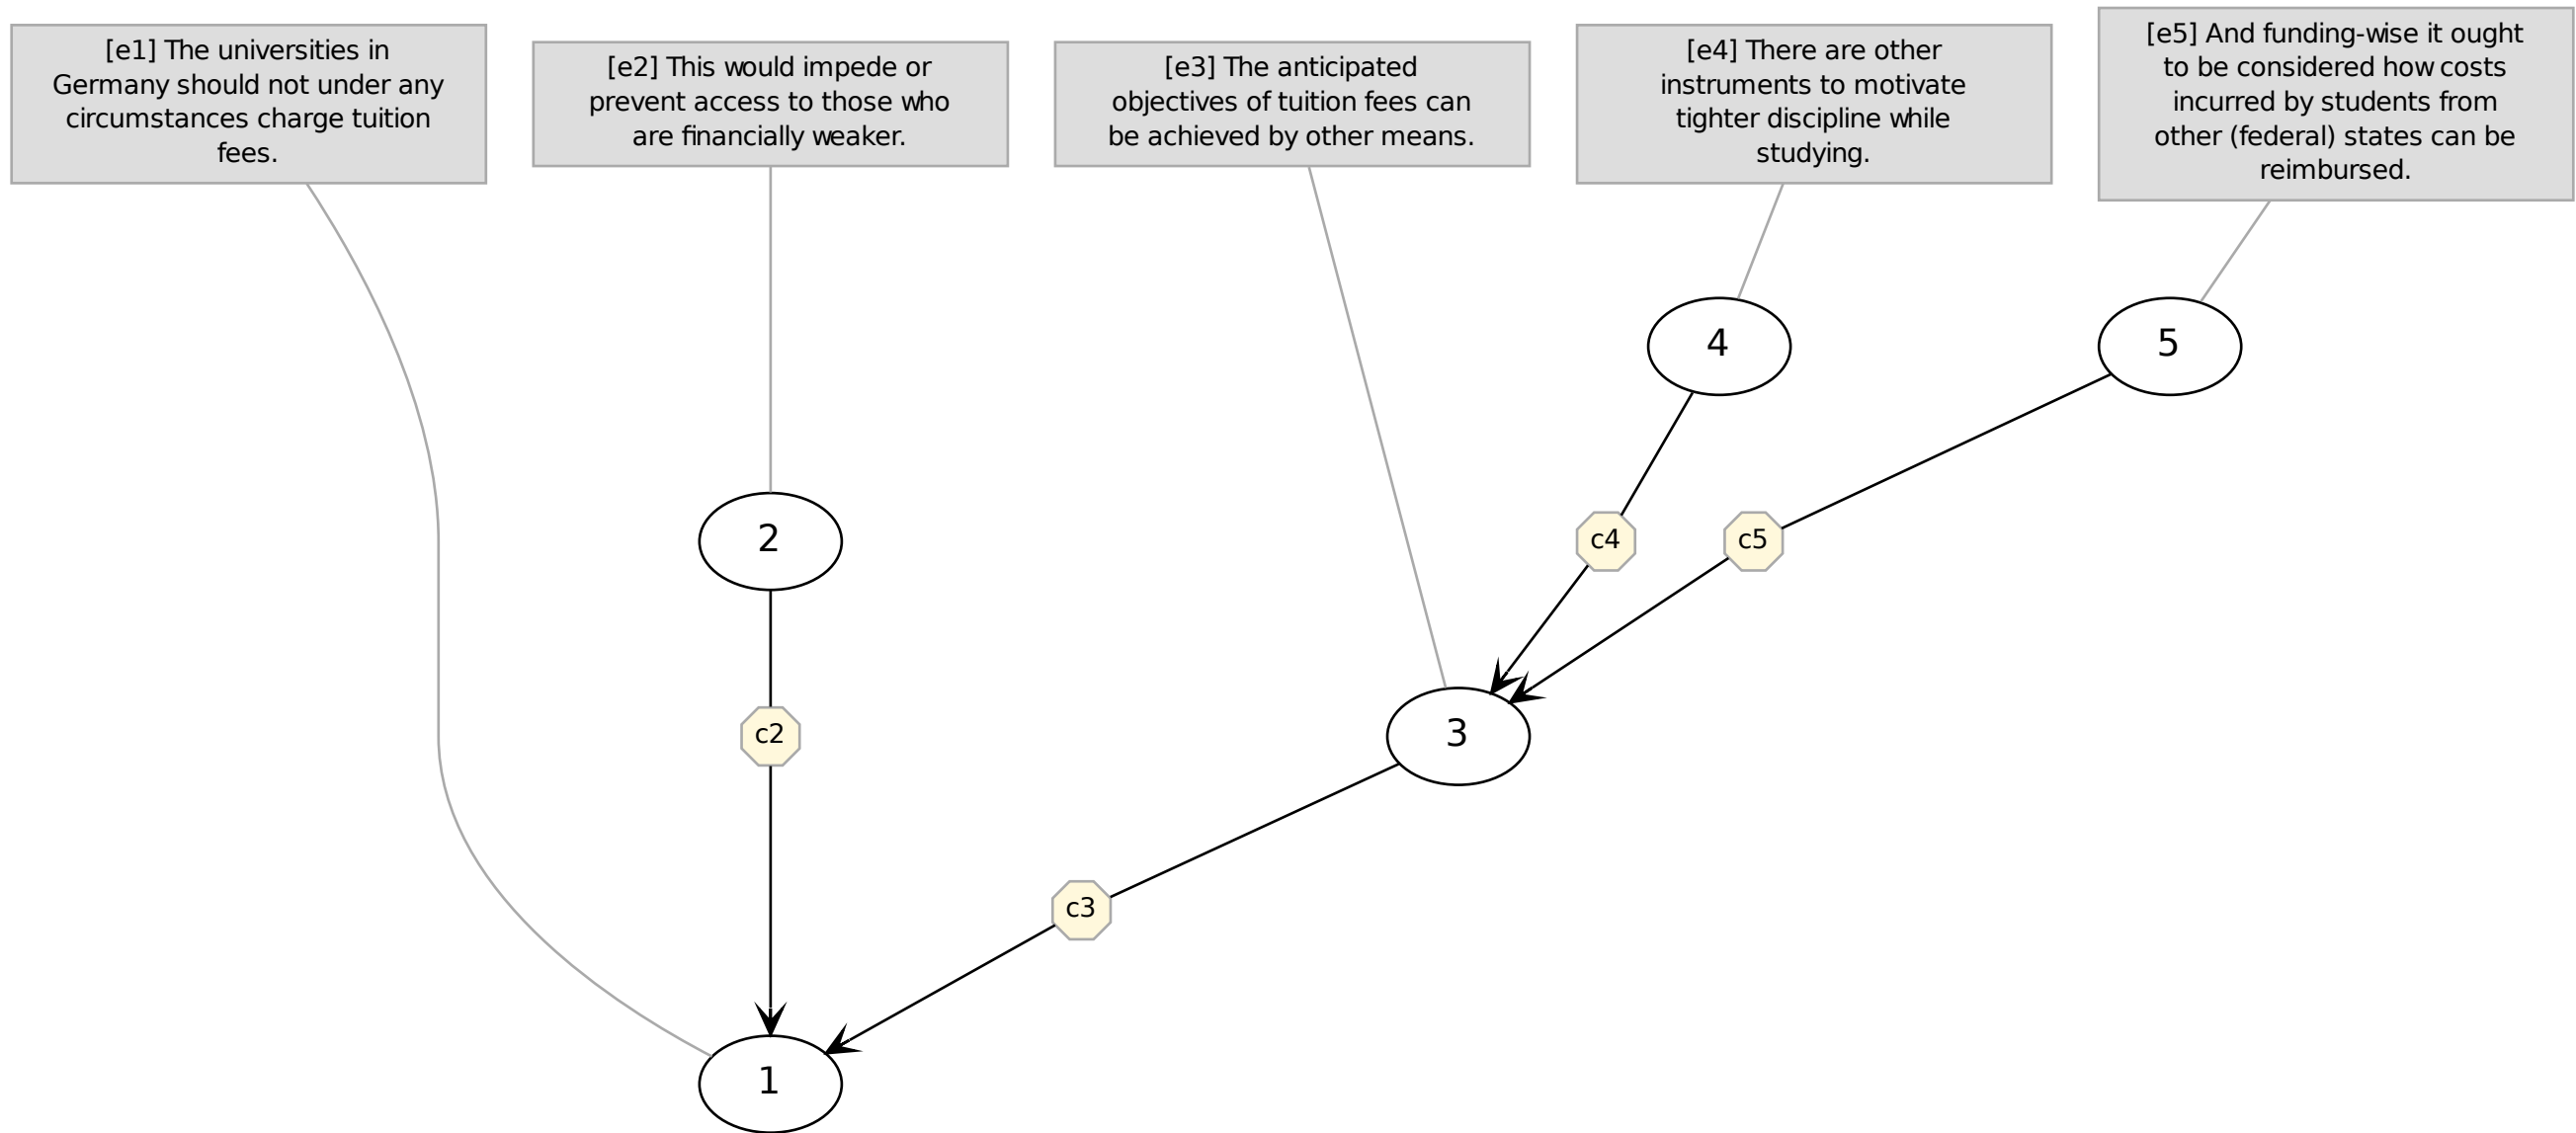 [e1] The universities in
Germany should not under any
circumstances charge tuition
fees.
[e2] This would impede or
prevent access to those who
are financially weaker.
[e3] The anticipated
objectives of tuition fees can
be achieved by other means.
[e4] There are other
instruments to motivate
tighter discipline while
studying.
[e5] And funding-wise it ought
to be considered how costs
incurred by students from
other (federal) states can be
reimbursed.
4
5
2
c4
c5
c2
3
c3
1